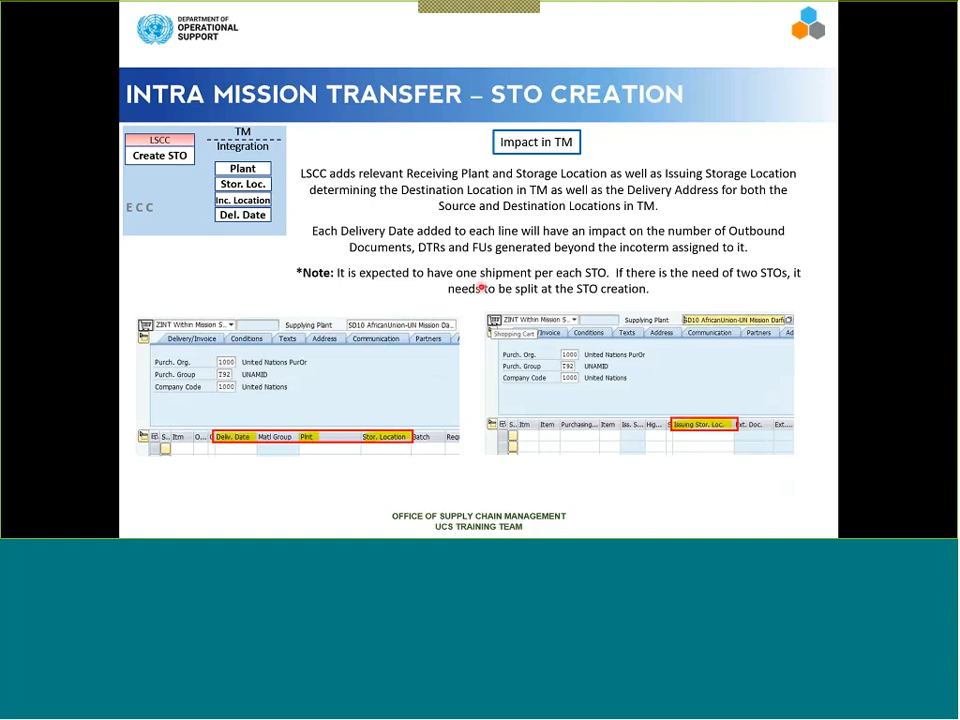 DEPARTMENT OF
OPERATIONAL
SUPPORT
INTRA MISSION TRANSFER – STO CREATION
LSCC
Create STO
ECC
TM
Integration
Plant
Stor. Loc.
Inc. Location
Del. Date
Impact in TM
LSCC adds relevant Receiving Plant and Storage Location as well as Issuing Storage Location
determining the Destination Location in TM as well as the Delivery Address for both the
Source and Destination Locations in TM.
Each Delivery Date added to each line will have an impact on the number of Outbound
Documents, DTRs and FUs generated beyond the incoterm assigned to it.
*Note: It is expected to have one shipment per each STO. If there is the need of two STOs, it
needs to be split at the STO creation.
ZINT Within Mission S.. Supplying Plant SD10 AfricanUnion-UN Mission Da...
Delivery/Invoice Conditions Texts Address Communication Partners
Purch. Org. 1000 United Nations PurOr
Purch. Group T92 UNAMID
Company Code 1000 United Nations
S.. Itm O... Deliv. Date Matl Group Plnt Stor. Location Batch Requ
ZINT Within Mission S.. Supplying Plant SD10 AfricanUnion-UN Mission Darf
Shopping Cart /Invoice Conditions Texts Address Communication Partners Ad
Purch. Org. 1000 United Nations PurOr
Purch. Group T92 UNAMID
Company Code 1000 United Nations
S.. Itm Item Purchasing... Item Iss. S... Hig... S Issuing Stor. Loc. Ext. Doc. Ext....
OFFICE OF SUPPLY CHAIN MANAGEMENT
UCS TRAINING TEAM